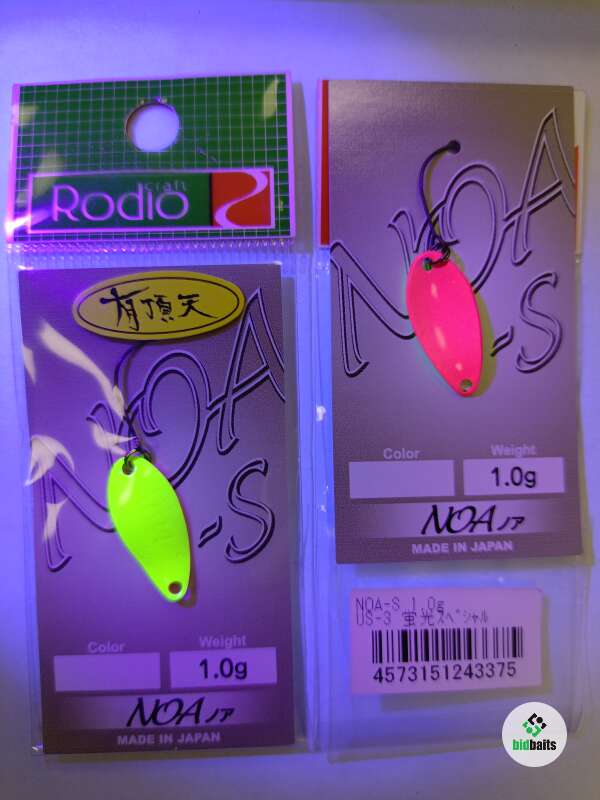 craft
Rodio
有頂天
NOA
-S
Color
Weight
1.0g
NOAノア
MADE IN JAPAN
NOA
-S
Color
Weight
1.0g
NOAノア
MADE IN JAPAN
NOA-S 1.0g
US-3 蛍光ｽﾍﾟｼｬﾙ
4573151243375
bidbaits